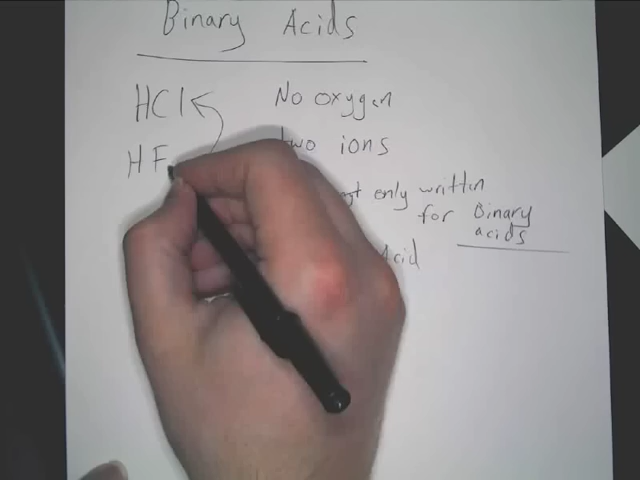 Binary Acids
HCl No oxygen
HF two ions
only written
for Binary
acids
Acid